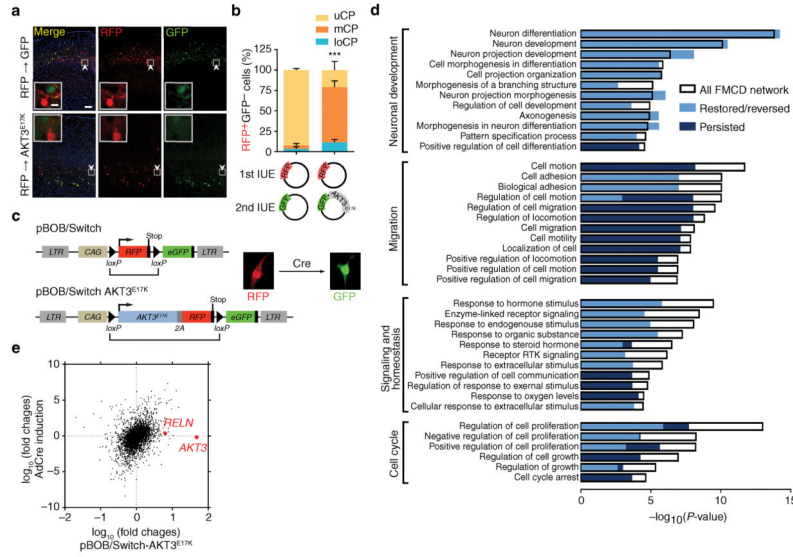 a
Merge
RFP
GFP
RFP → GFP
RFP → AKT3E17K
b
uCP
mCP
loCP
***
RFP+GFP– cells (%)
125
100
75
50
25
0
1st IUE
RFP
RFP
2nd IUE
GFP
GFP
AKT3
E17K
c
pBOB/Switch
Stop
LTR
CAG
RFP
eGFP
LTR
loxP
loxP
pBOB/Switch AKT3E17K
Stop
LTR
CAG
AKT3E17K
RFP
eGFP
LTR
loxP
2A
loxP
Cre
RFP
GFP
d
Neuronal development
Neuron differentiation
Neuron development
Neuron projection development
Cell morphogenesis in differentiation
Cell projection organization
Morphogenesis of a branching structure
Neuron projection morphogenesis
Regulation of cell development
Axonogenesis
Morphogenesis in neuron differentiation
Pattern specification process
Positive regulation of cell differentiation
All FMCD network
Restored/reversed
Persisted
Migration
Cell motion
Cell adhesion
Biological adhesion
Regulation of cell motion
Regulation of cell migration
Regulation of locomotion
Cell migration
Cell motility
Localization of cell
Positive regulation of locomotion
Positive regulation of cell motion
Positive regulation of cell migration
Signaling and
homeostasis
Response to hormone stimulus
Enzyme-linked receptor signaling
Response to endogenouse stimulus
Response to organic substance
Response to steroid hormone
Receptor RTK signaling
Response to extracellular stimulus
Positive regulation of cell communication
Regulation of response to exernal stimulus
Response to oxygen levels
Cellular response to extracellular stimulus
Cell cycle
Regulation of cell proliferation
Negative regulation of cell proliferation
Positive regulation of cell proliferation
Regulation of cell growth
Regulation of growth
Cell cycle arrest
0
5
10
15
–log10(P-value)
e
log10 (fold chages)
AdCre induction
10
5
0
−5
−10
RELN
AKT3
−2
−1
0
1
2
log10 (fold chages)
pBOB/Switch-AKT3E17K